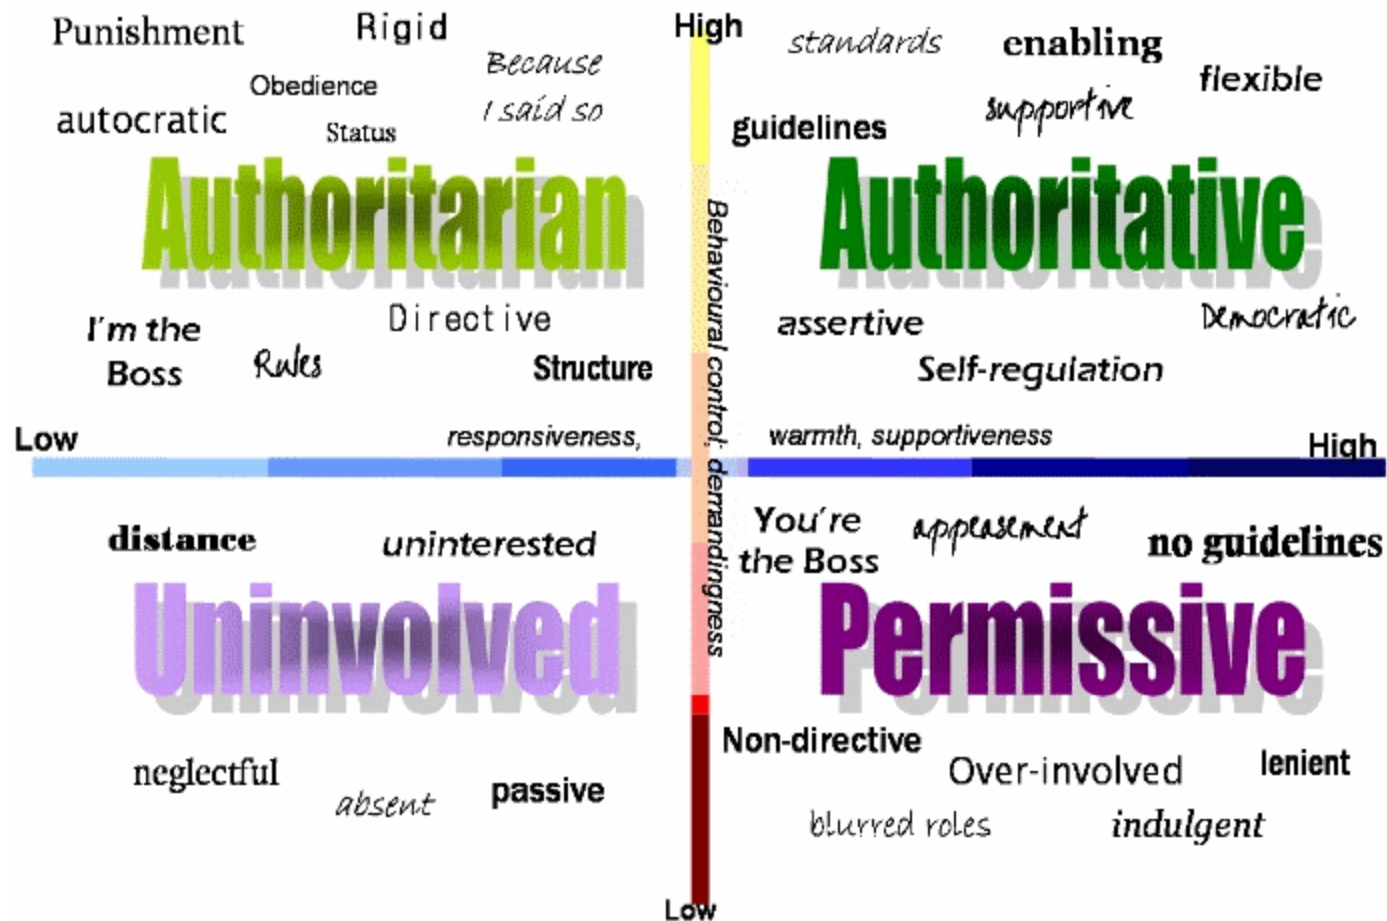 Punishment
Rigid
Because
I said so
Obedience
autocratic
Status
Authoritarian
I'm the
Boss
Rules
Directive
Structure
High
standards
enabling
flexible
supportive
guidelines
Authoritative
assertive
Democratic
Self-regulation
Behavioural control, demandingness
Low
responsiveness,
warmth, supportiveness
High
distance
uninterested
Uninvolved
neglectful
absent
passive
You're
the Boss
appeasement
no guidelines
Permissive
Non-directive
Over-involved
lenient
blurred roles
indulgent
Low